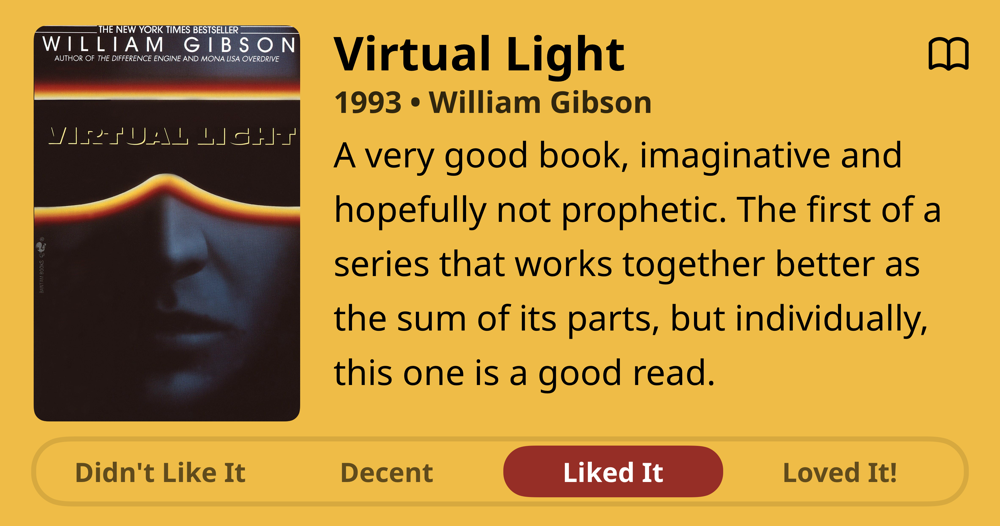 THE NEW YORK TIMES BESTSELLER
WILLIAM GIBSON
AUTHOR OF THE DIFFERENCE ENGINE AND MONA LISA OVERDRIVE
VIRTUAL LIGHT
Virtual Light
1993 • William Gibson
A very good book, imaginative and
hopefully not prophetic. The first of a
series that works together better as
the sum of its parts, but individually,
this one is a good read.
Didn't Like It
Decent
Liked It
Loved It!